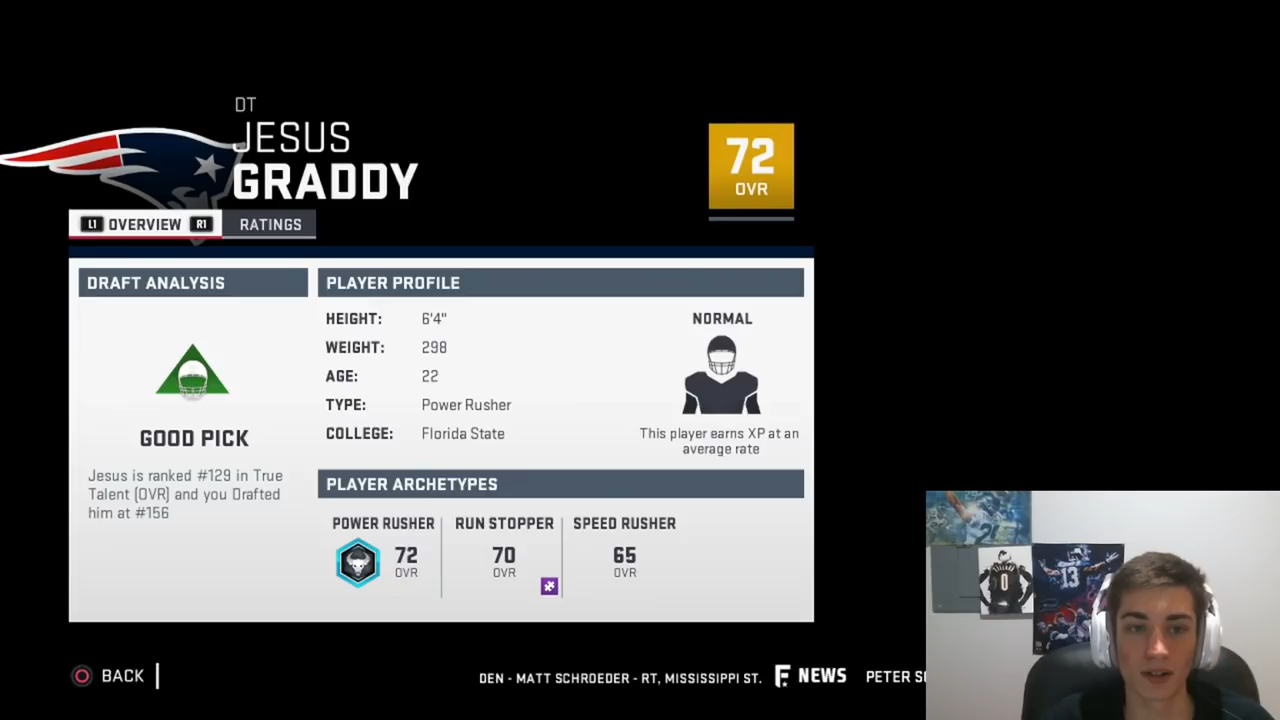 DT
JESUS
GRADDY
72
OVR
L1 OVERVIEW R1 RATINGS
DRAFT ANALYSIS
GOOD PICK
Jesus is ranked #129 in True
Talent (OVR) and you Drafted
him at #156
PLAYER PROFILE
HEIGHT: 6'4"
WEIGHT: 298
AGE: 22
TYPE: Power Rusher
COLLEGE: Florida State
NORMAL
This player earns XP at an
average rate
PLAYER ARCHETYPES
POWER RUSHER RUN STOPPER SPEED RUSHER
72 70 65
OVR OVR OVR
BACK
DEN - MATT SCHROEDER - RT, MISSISSIPPI ST. NEWS PETER
13
0